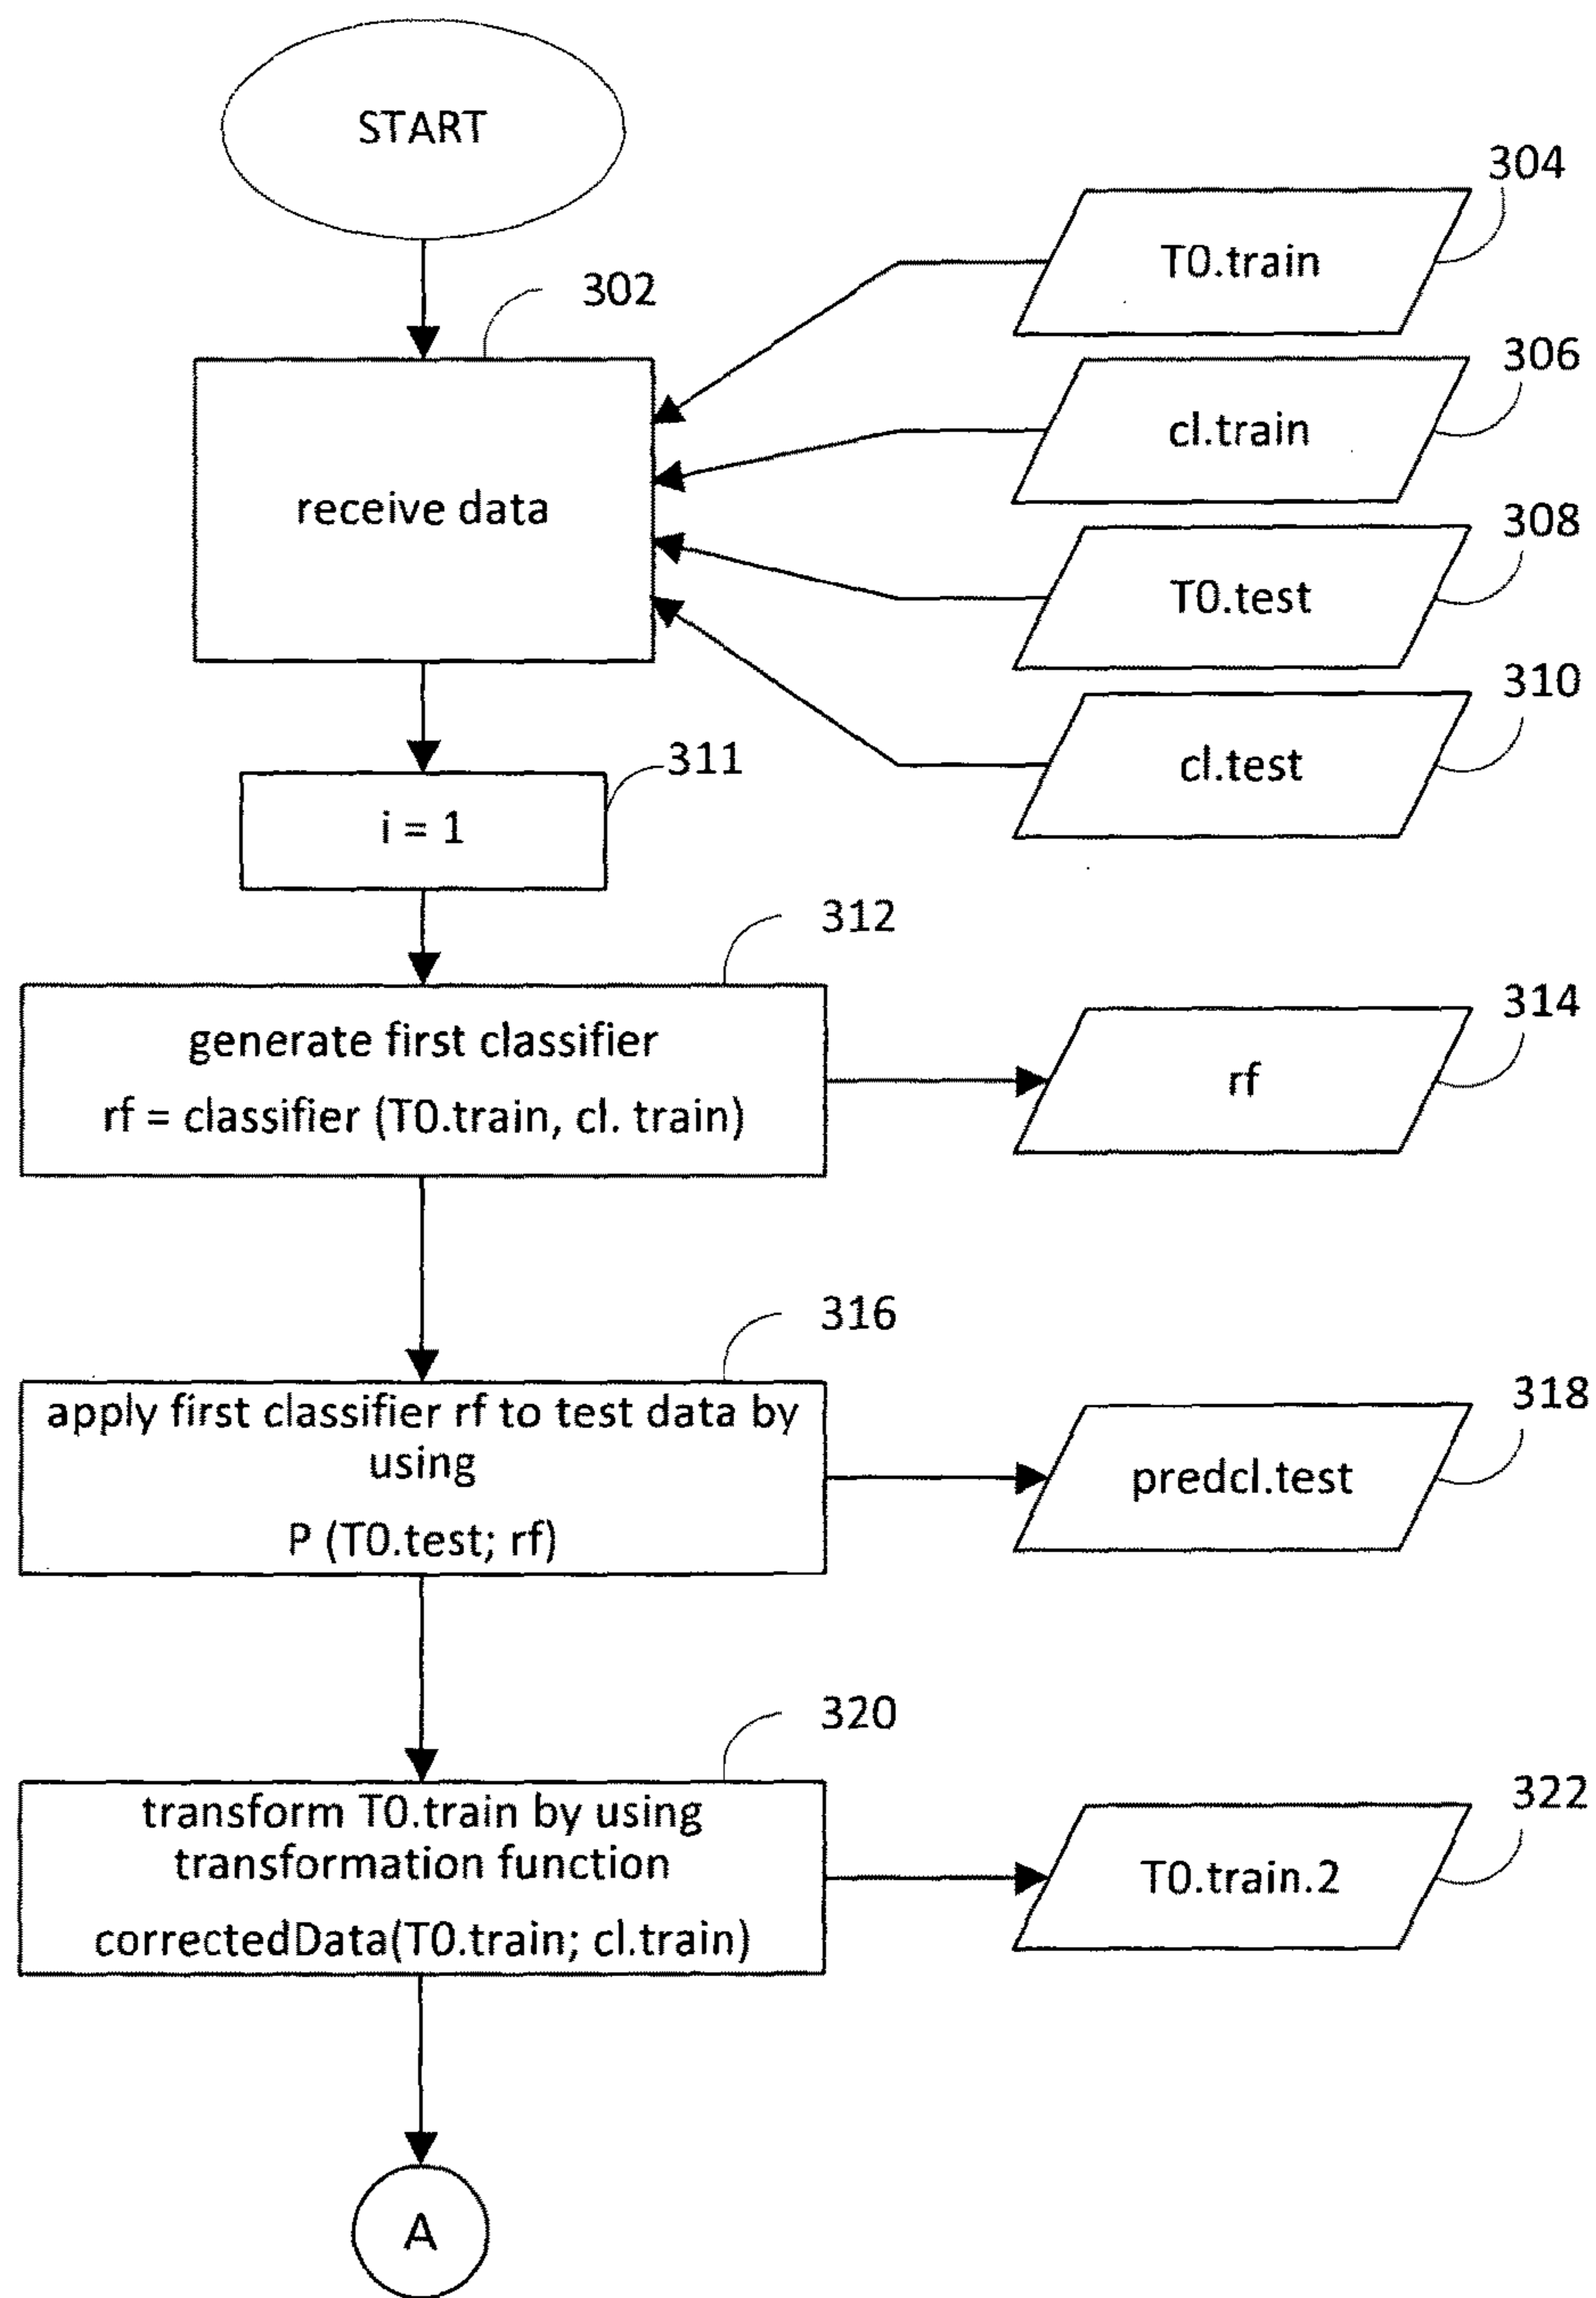 START
304
T0.train
302
306
cl.train
receive data
308
T0.test
310
cl.test
311
i = 1
312
generate first classifier
rf = classifier (T0.train, cl. train)
314
rf
316
apply first classifier rf to test data by
using
P (T0.test; rf)
318
predcl.test
320
transform T0.train by using
transformation function
correctedData(T0.train; cl.train)
322
T0.train.2
A